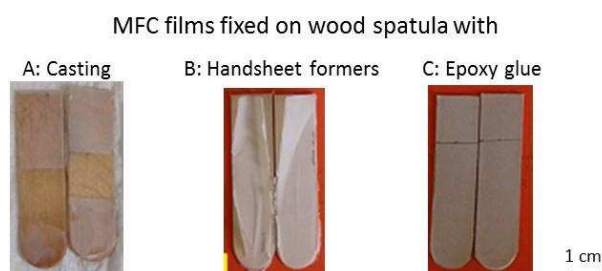 MFC films fixed on wood spatula with
A: Casting
B: Handsheet formers
C: Epoxy glue
1 cm